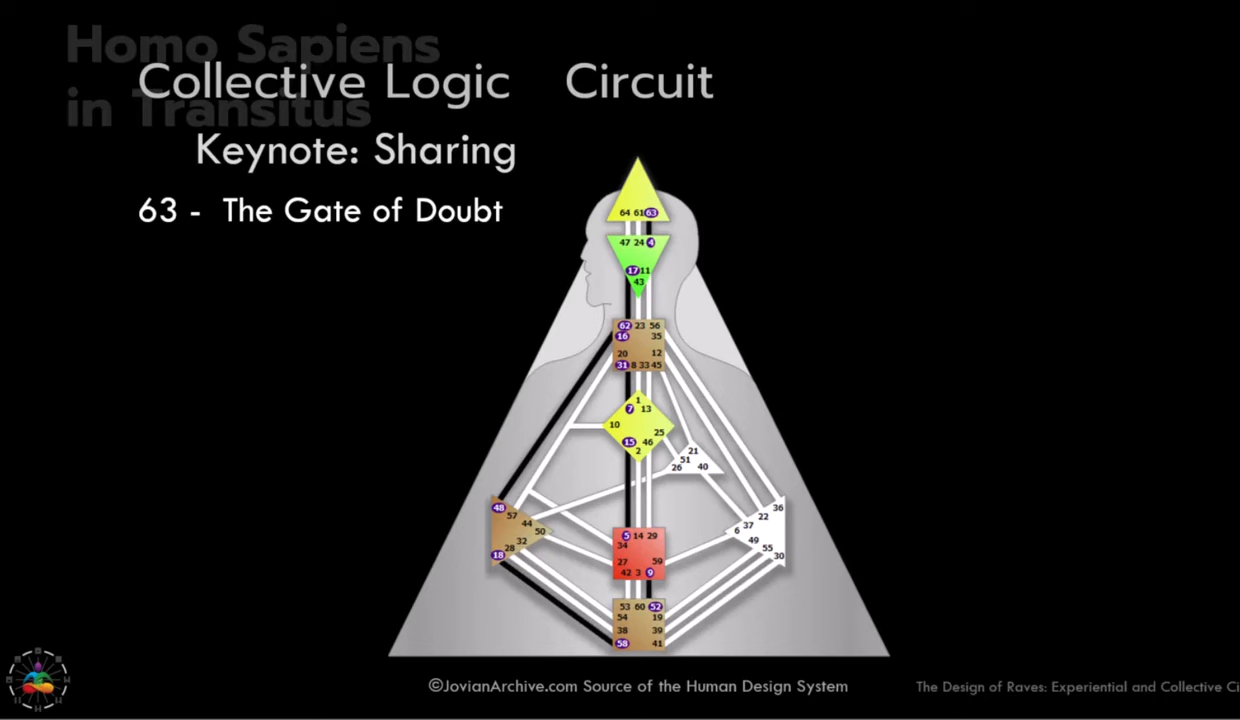 Homo Sapiens
in Transitus
Collective Logic Circuit
Keynote: Sharing
63 - The Gate of Doubt
64 61 63
47 24 4
17 11
43
62 23 56
16 35
20 12
31 8 33 45
1
7 13
10
25
15 46
2
21
51
26 40
48
57
44
50
32
28
18
36
22
37
6
49
55
30
5 14 29
34
27 59
42 3 9
53 60 52
54 19
38 39
58 41
©JovianArchive.com Source of the Human Design System
The Design of Raves: Experiential and Collective Ci